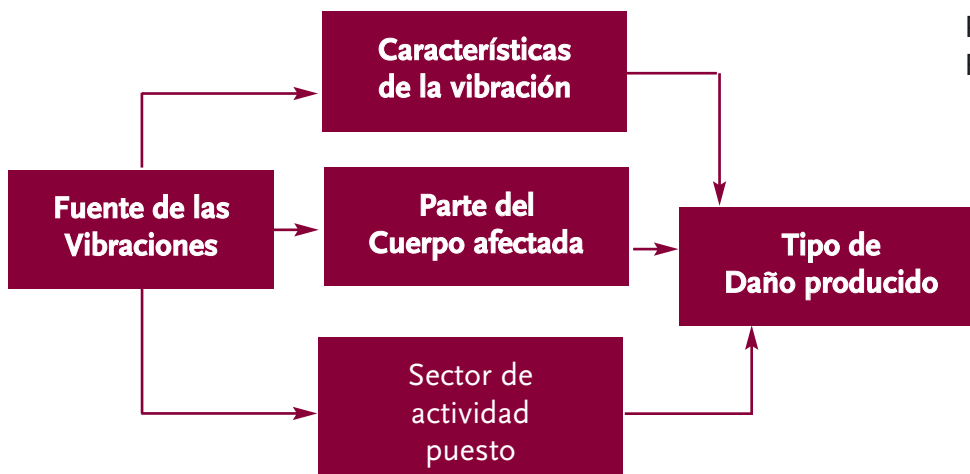 Características
de la vibración
Fuente de las
Vibraciones
Parte del
Cuerpo afectada
Tipo de
Daño producido
Sector de
actividad
puesto